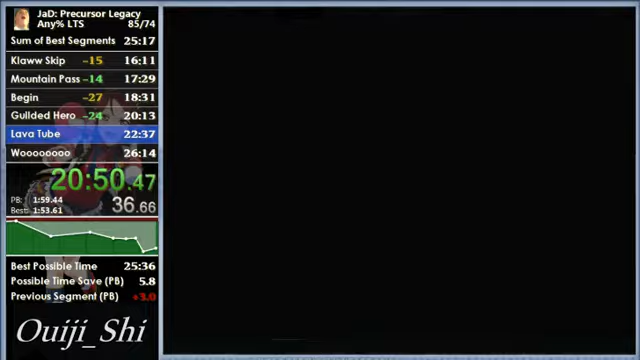 JaD: Precursor Legacy
Any% LTS 85/74
Sum of Best Segments 25:17
Klaww Skip -15 16:11
Mountain Pass -14 17:29
Begin -27 18:31
Guilded Hero -24 20:13
Lava Tube 22:37
Woooooooo 26:14
20:50.47
PB: 1:59.44
Best: 1:53.61
36.66
Best Possible Time 25:36
Possible Time Save (PB) 5.8
Previous Segment (PB) +3.0
Ouiji_Shi